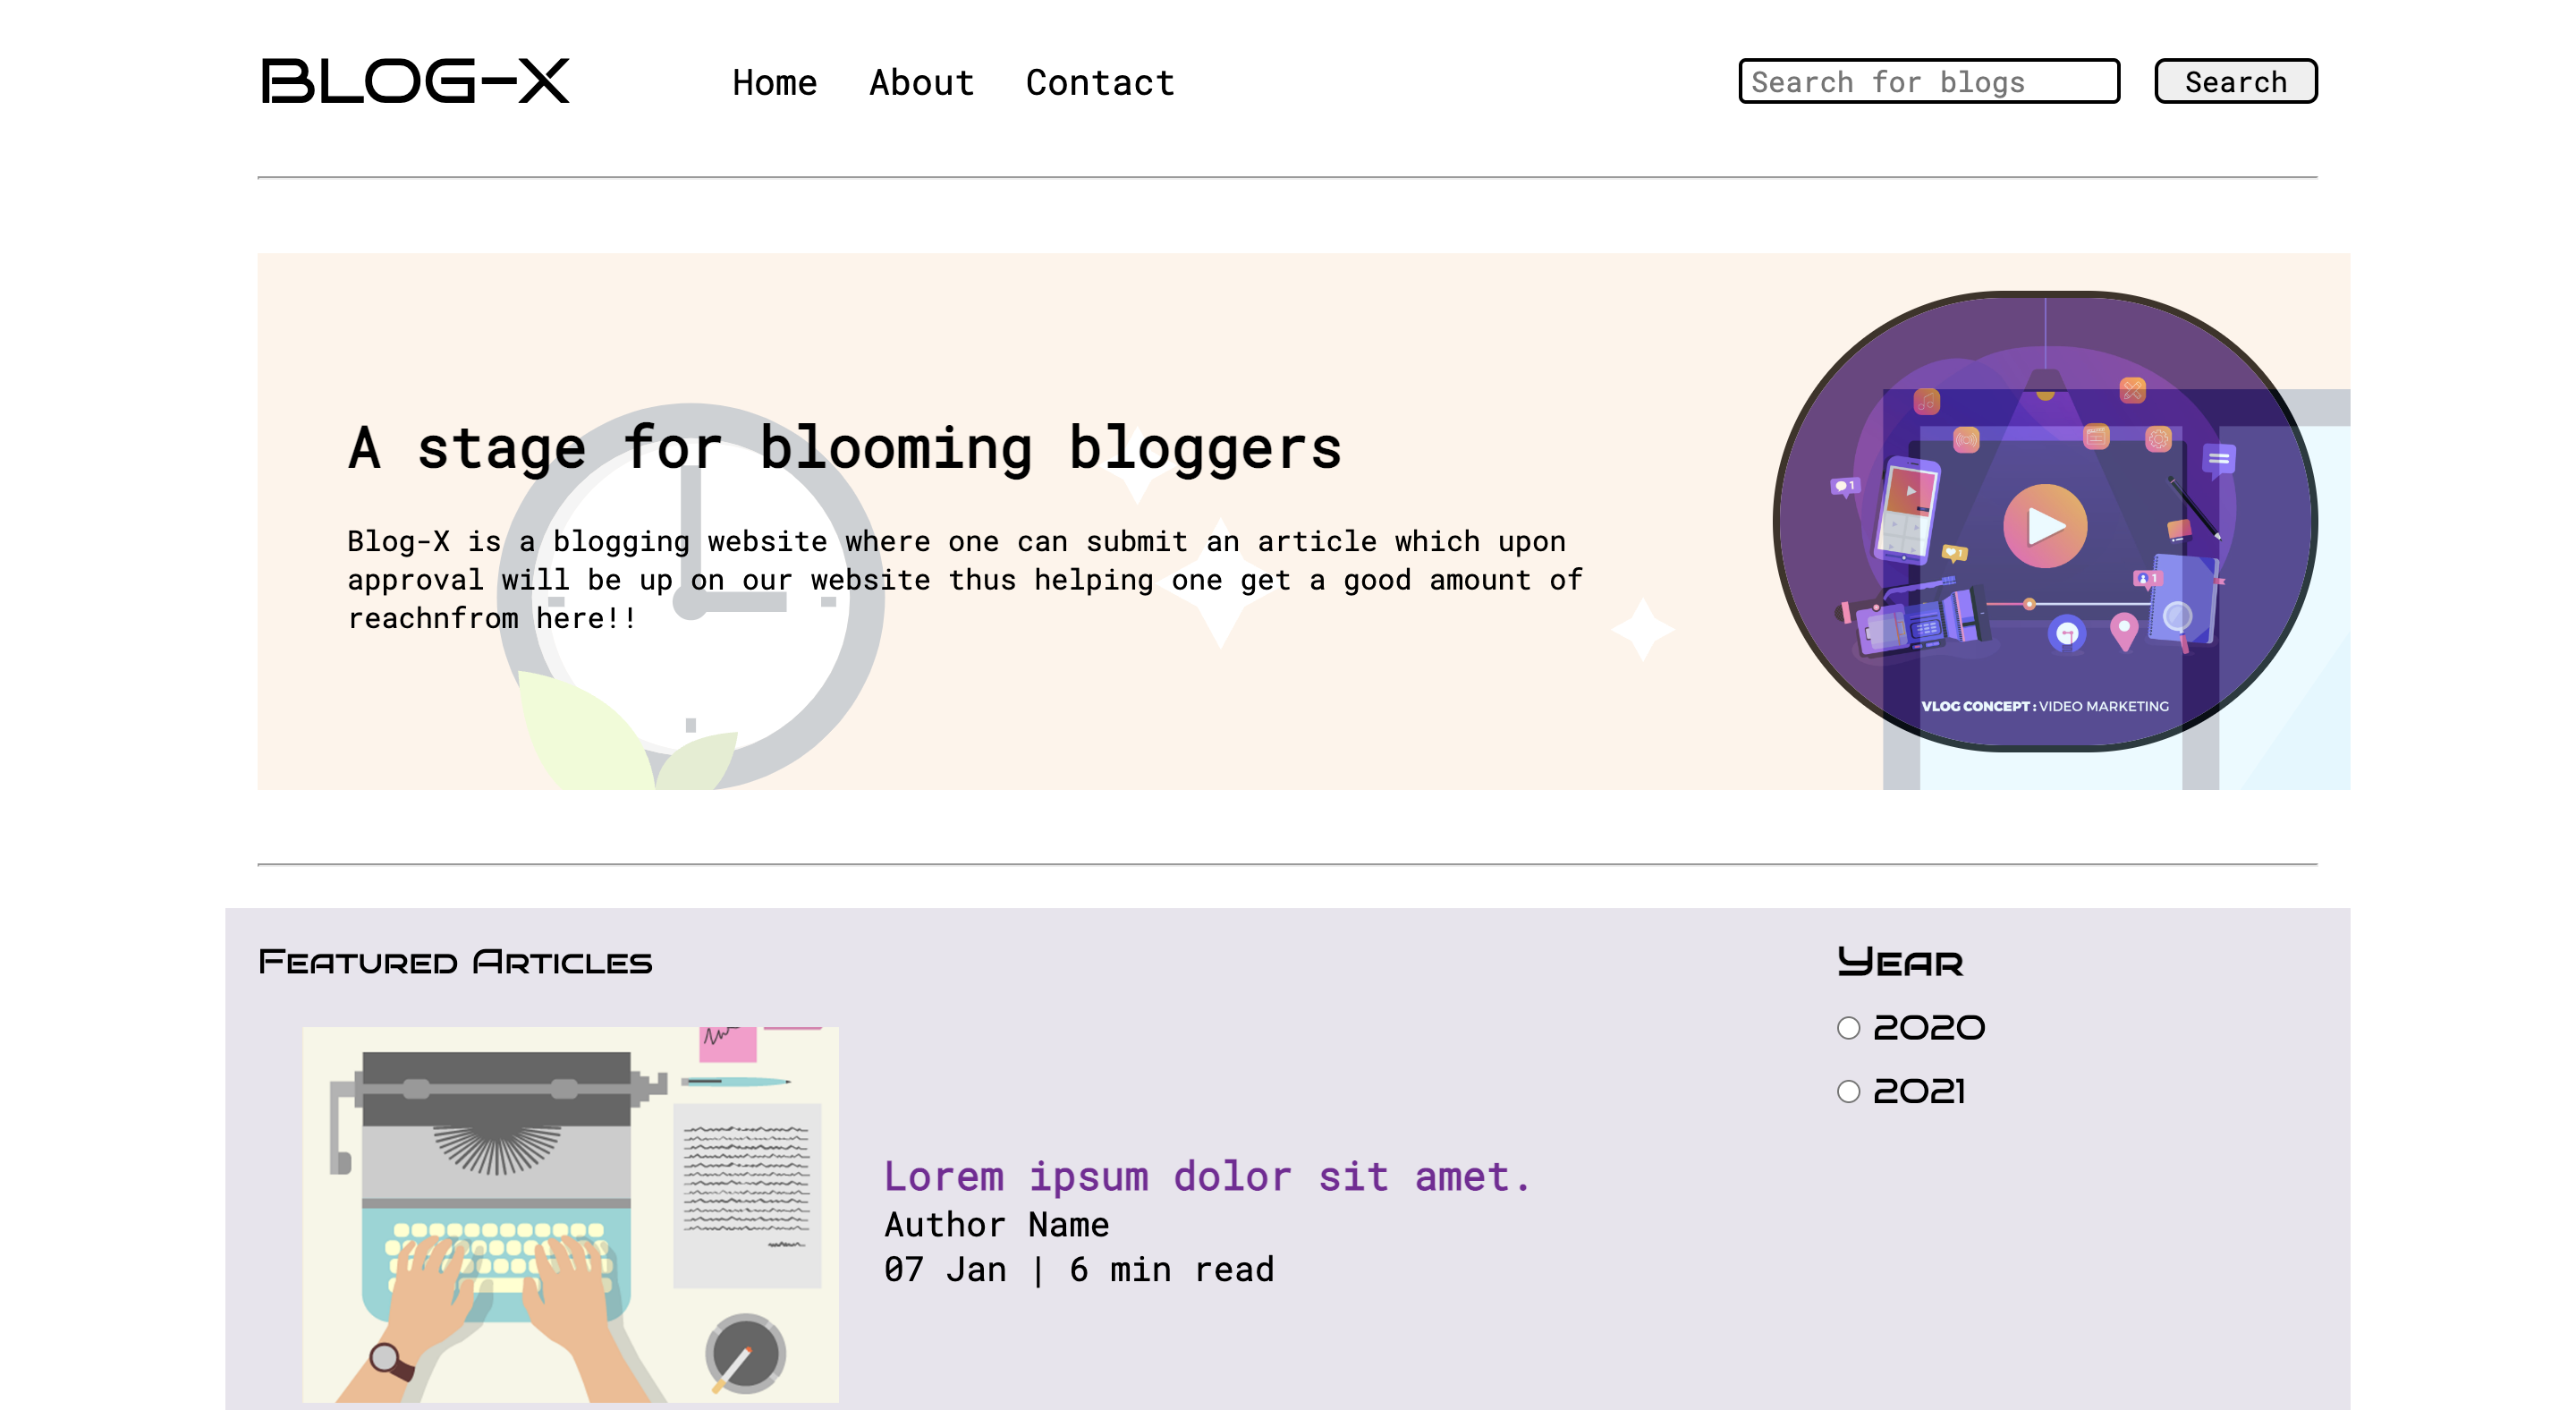 BLOG-X
Home About Contact
Search for blogs Search
A stage for blooming bloggers
Blog-X is a blogging website where one can submit an article which upon
approval will be up on our website thus helping one get a good amount of
reachnfrom here!!
1
1
1
VLOG CONCEPT : VIDEO MARKETING
Featured Articles
Year
2020
2021
Lorem ipsum dolor sit amet.
Author Name
07 Jan | 6 min read